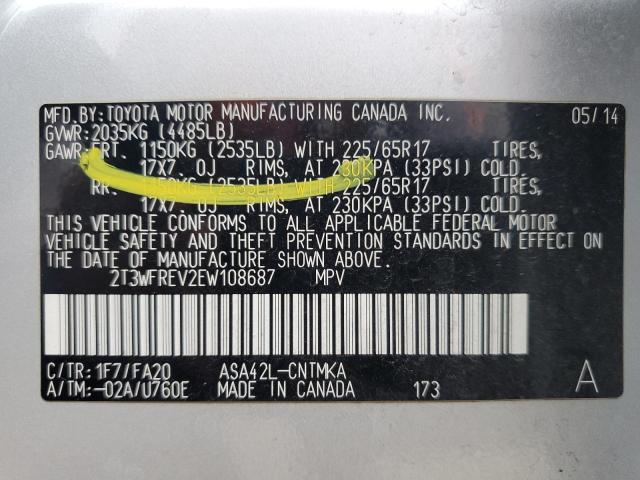 MFD.BY:TOYOTA MOTOR MANUFACTURING CANADA INC. 05/14
GVWR:2035KG (4485LB)
GAWR:FRT. 1150KG (2535LB) WITH 225/65R17 TIRES,
17X7.0J RIMS, AT 230KPA (33PSI) COLD.
RR. 1150KG (2535LB) WITH 225/65R17 TIRES,
17X7.0J RIMS, AT 230KPA (33PSI) COLD.
THIS VEHICLE CONFORMS TO ALL APPLICABLE FEDERAL MOTOR
VEHICLE SAFETY AND THEFT PREVENTION STANDARDS IN EFFECT ON
THE DATE OF MANUFACTURE SHOWN ABOVE.
2T3WFREV2EW108687 MPV
C/TR:1F7/FA20 ASA42L-CNTMKA
A/TM:-02A/U760E MADE IN CANADA 173 A